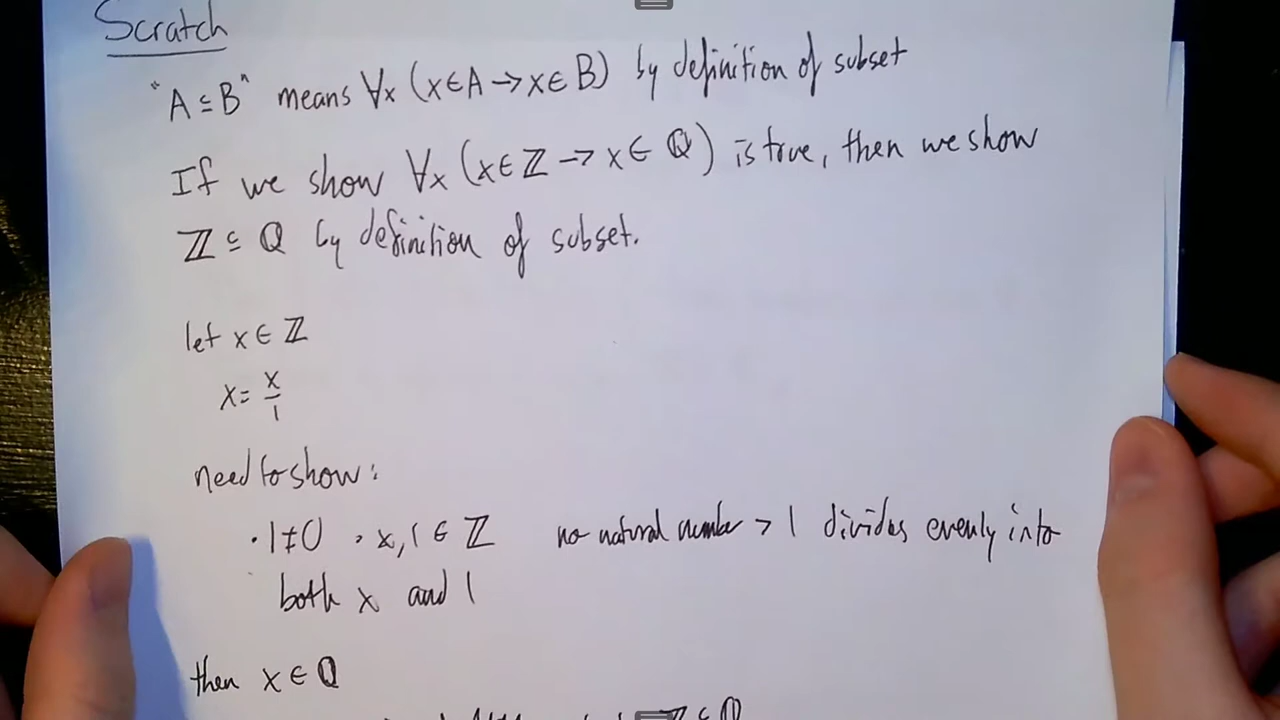 Scratch
"A ⊆ B" means ∀x (x∈A → x∈B) by definition of subset
If we show ∀x (x∈ℤ → x∈ℚ) is true, then we show
ℤ ⊆ ℚ by definition of subset.
let x ∈ ℤ
x = x/1
need to show:
· 1≠0 · x, 1 ∈ ℤ no natural number > 1 divides evenly into
both x and 1
then x ∈ ℚ
ℤ ⊆ ℚ